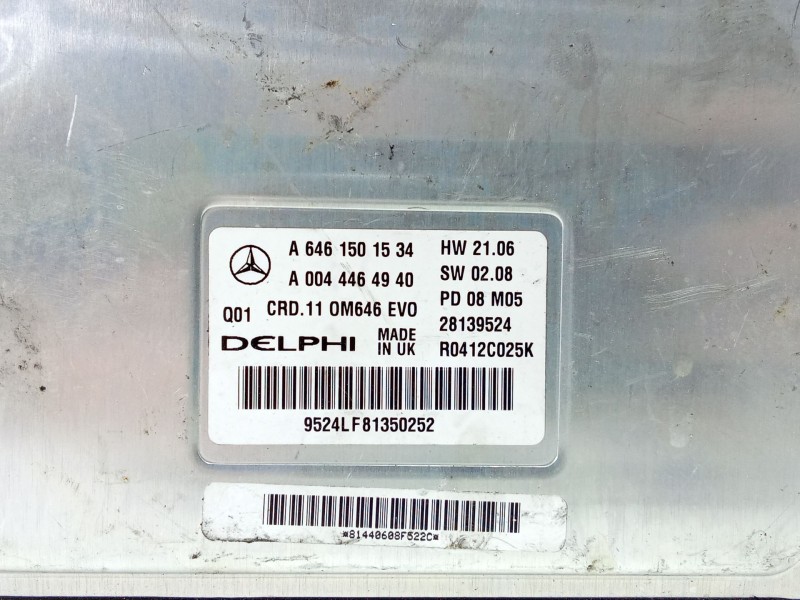 A 646 150 15 34 HW 21.06
A 004 446 49 40 SW 02.08
Q01 CRD.11 OM646 EVO PD 08 M05
DELPHI MADE IN UK 28139524
R0412C025K
9524LF81350252
*81440608F522C*